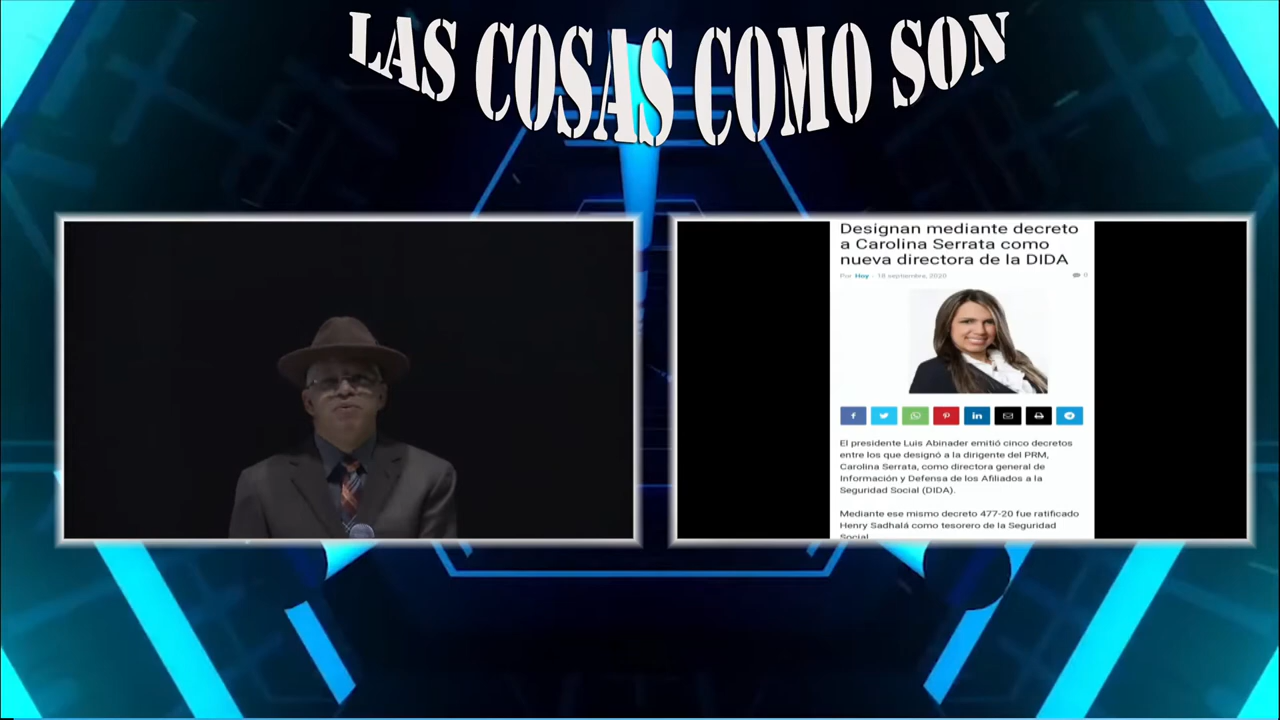 LAS COSAS COMO SON
Designan mediante decreto
a Carolina Serrata como
nueva directora de la DIDA
Por Hoy - 18 septiembre, 2020
0
El presidente Luis Abinader emitió cinco decretos
entre los que designó a la dirigente del PRM,
Carolina Serrata, como directora general de
Información y Defensa de los Afiliados a la
Seguridad Social (DIDA).
Mediante ese mismo decreto 477-20 fue ratificado
Henry Sadhalá como tesorero de la Seguridad
Social